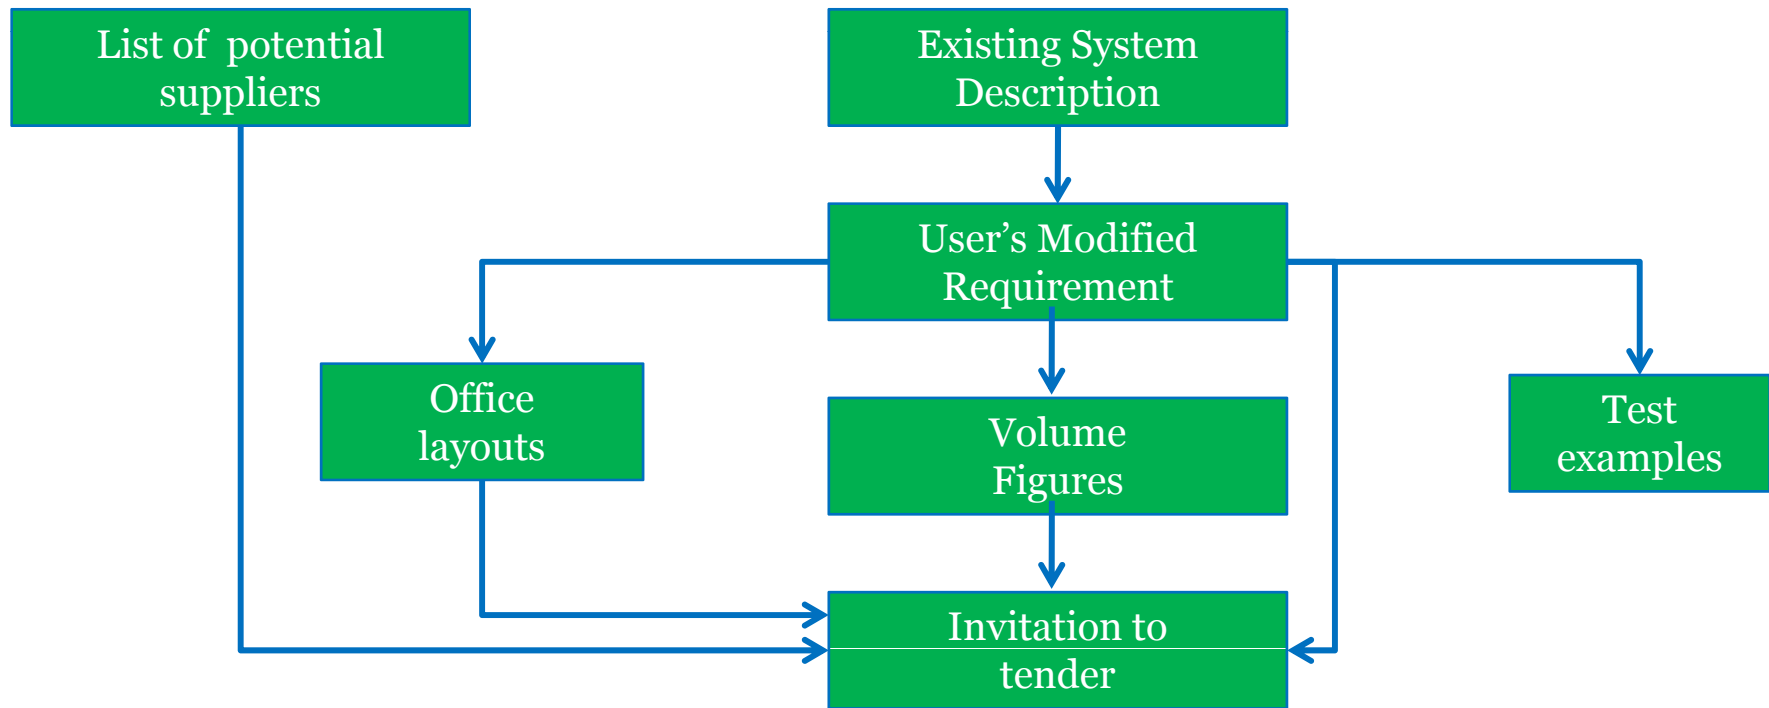 List of  potential
suppliers
Existing System
Description
User’s Modified
Requirement
Office
layouts
Volume
Figures
Test
examples
Invitation to
tender